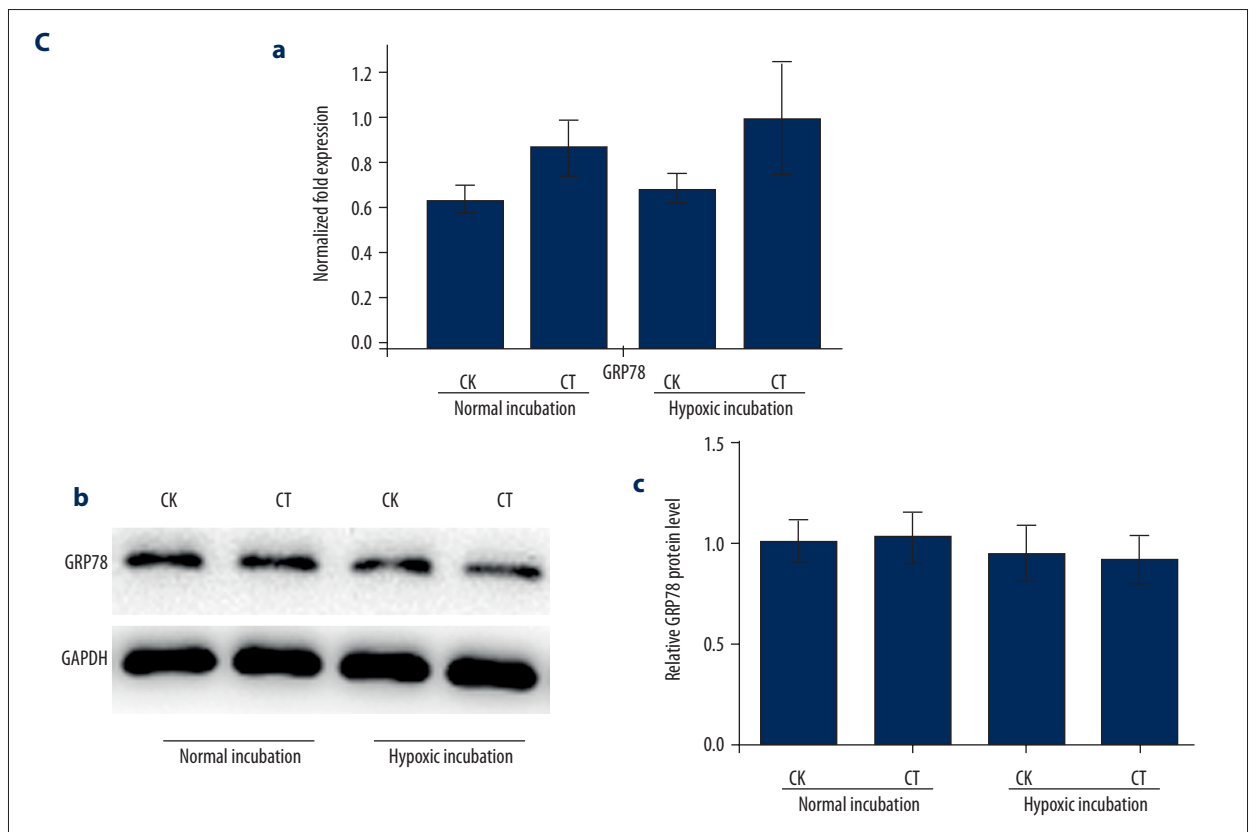 C
a
Normalized fold expression
1.2
1.0
0.8
0.6
0.4
0.2
0.0
CK CT GRP78 CK CT
Normal incubation Hypoxic incubation
b
CK CT CK CT
GRP78
GAPDH
Normal incubation Hypoxic incubation
c
Relative GRP78 protein level
1.5
1.0
0.5
0.0
CK CT CK CT
Normal incubation Hypoxic incubation